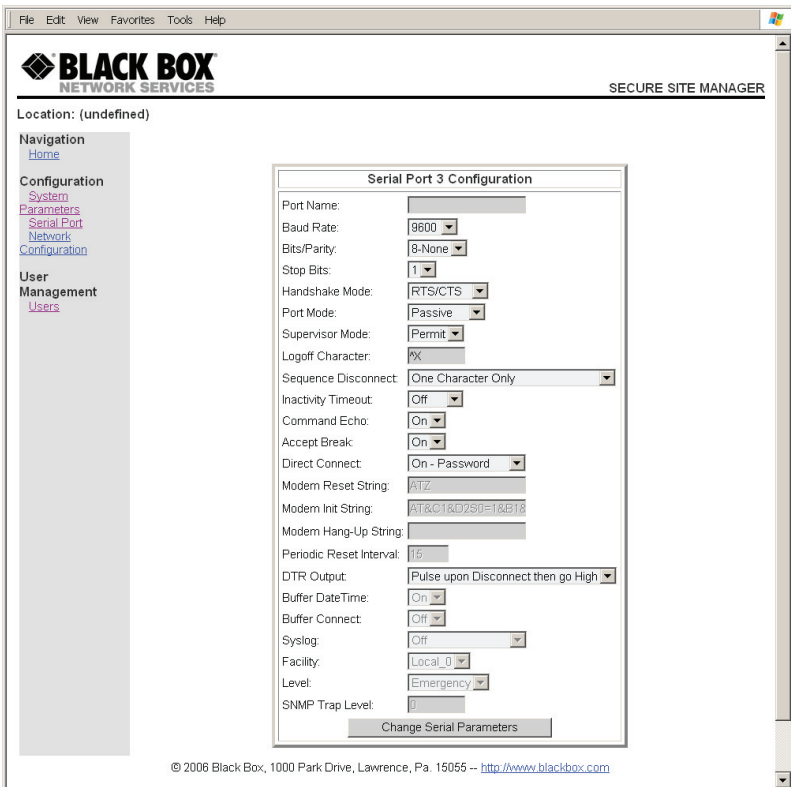 File Edit View Favorites Tools Help
BLACK BOX
NETWORK SERVICES
SECURE SITE MANAGER
Location: (undefined)
Navigation
Home
Configuration
System
Parameters
Serial Port
Network
Configuration
User
Management
Users
Serial Port 3 Configuration
Port Name:
Baud Rate: 9600
Bits/Parity: 8-None
Stop Bits: 1
Handshake Mode: RTS/CTS
Port Mode: Passive
Supervisor Mode: Permit
Logoff Character: ^X
Sequence Disconnect: One Character Only
Inactivity Timeout: Off
Command Echo: On
Accept Break: On
Direct Connect: On - Password
Modem Reset String: ATZ
Modem Init String: AT&C1&D2S0=1&B1&
Modem Hang-Up String:
Periodic Reset Interval: 15
DTR Output: Pulse upon Disconnect then go High
Buffer DateTime: On
Buffer Connect: Off
Syslog: Off
Facility: Local_0
Level: Emergency
SNMP Trap Level: 0
Change Serial Parameters
© 2006 Black Box, 1000 Park Drive, Lawrence, Pa. 15055 -- http://www.blackbox.com